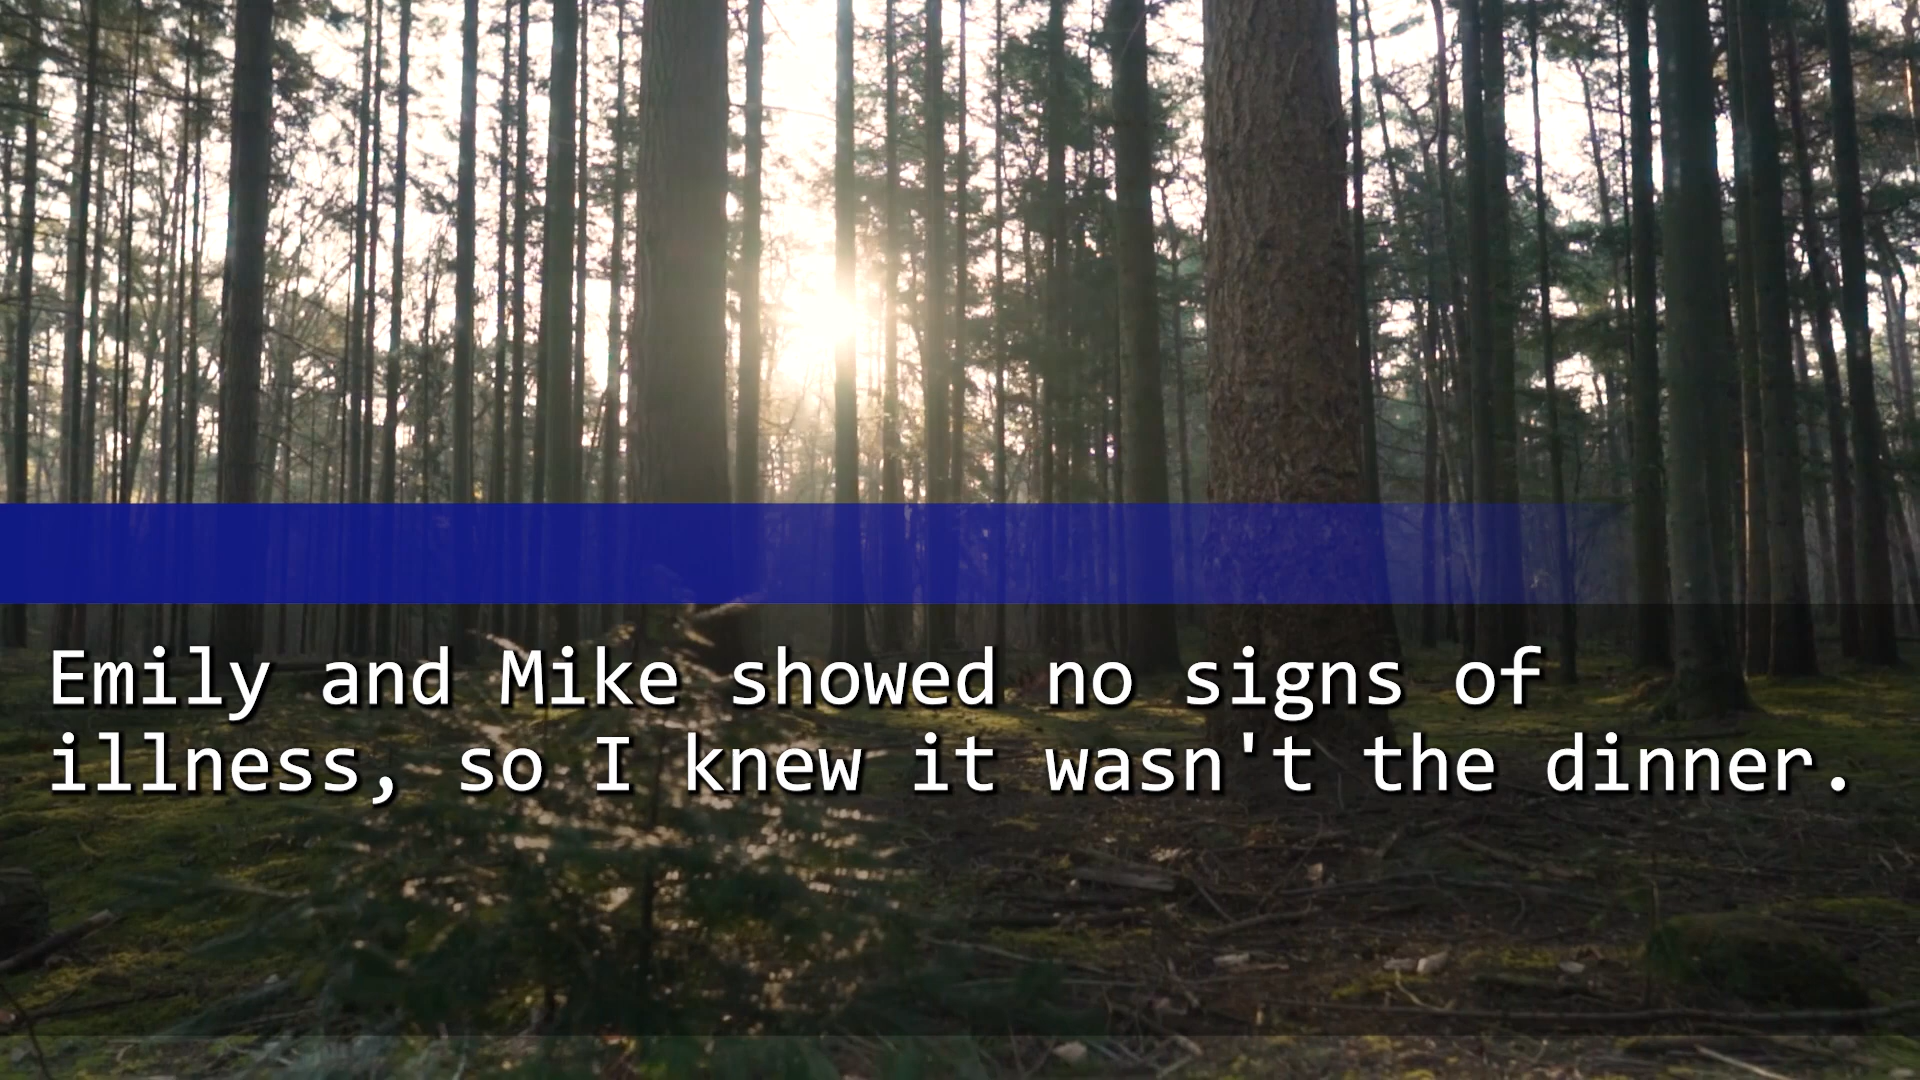 Emily and Mike showed no signs of
illness, so I knew it wasn't the dinner.